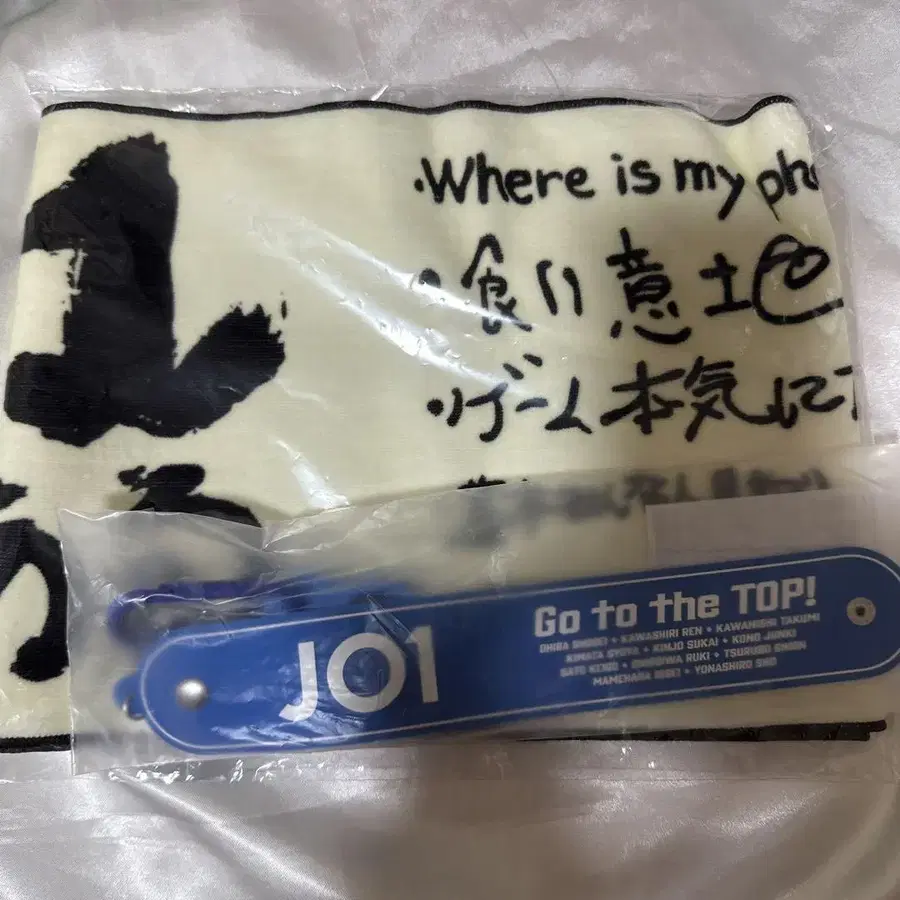 ·Where is my pho
·食い意地
·ゲーム本気に
JO1
Go to the TOP!
OHIRA SHOSEI • KAWASHIRI REN • KAWANISHI TAKUMI
KIMATA SYOYA • KINJO SUKAI • KONO JUNKI
SATO KEIGO • SHIROIWA RUKI • TSURUBO SHION
MAMEHARA ISSEI • YONASHIRO SHO